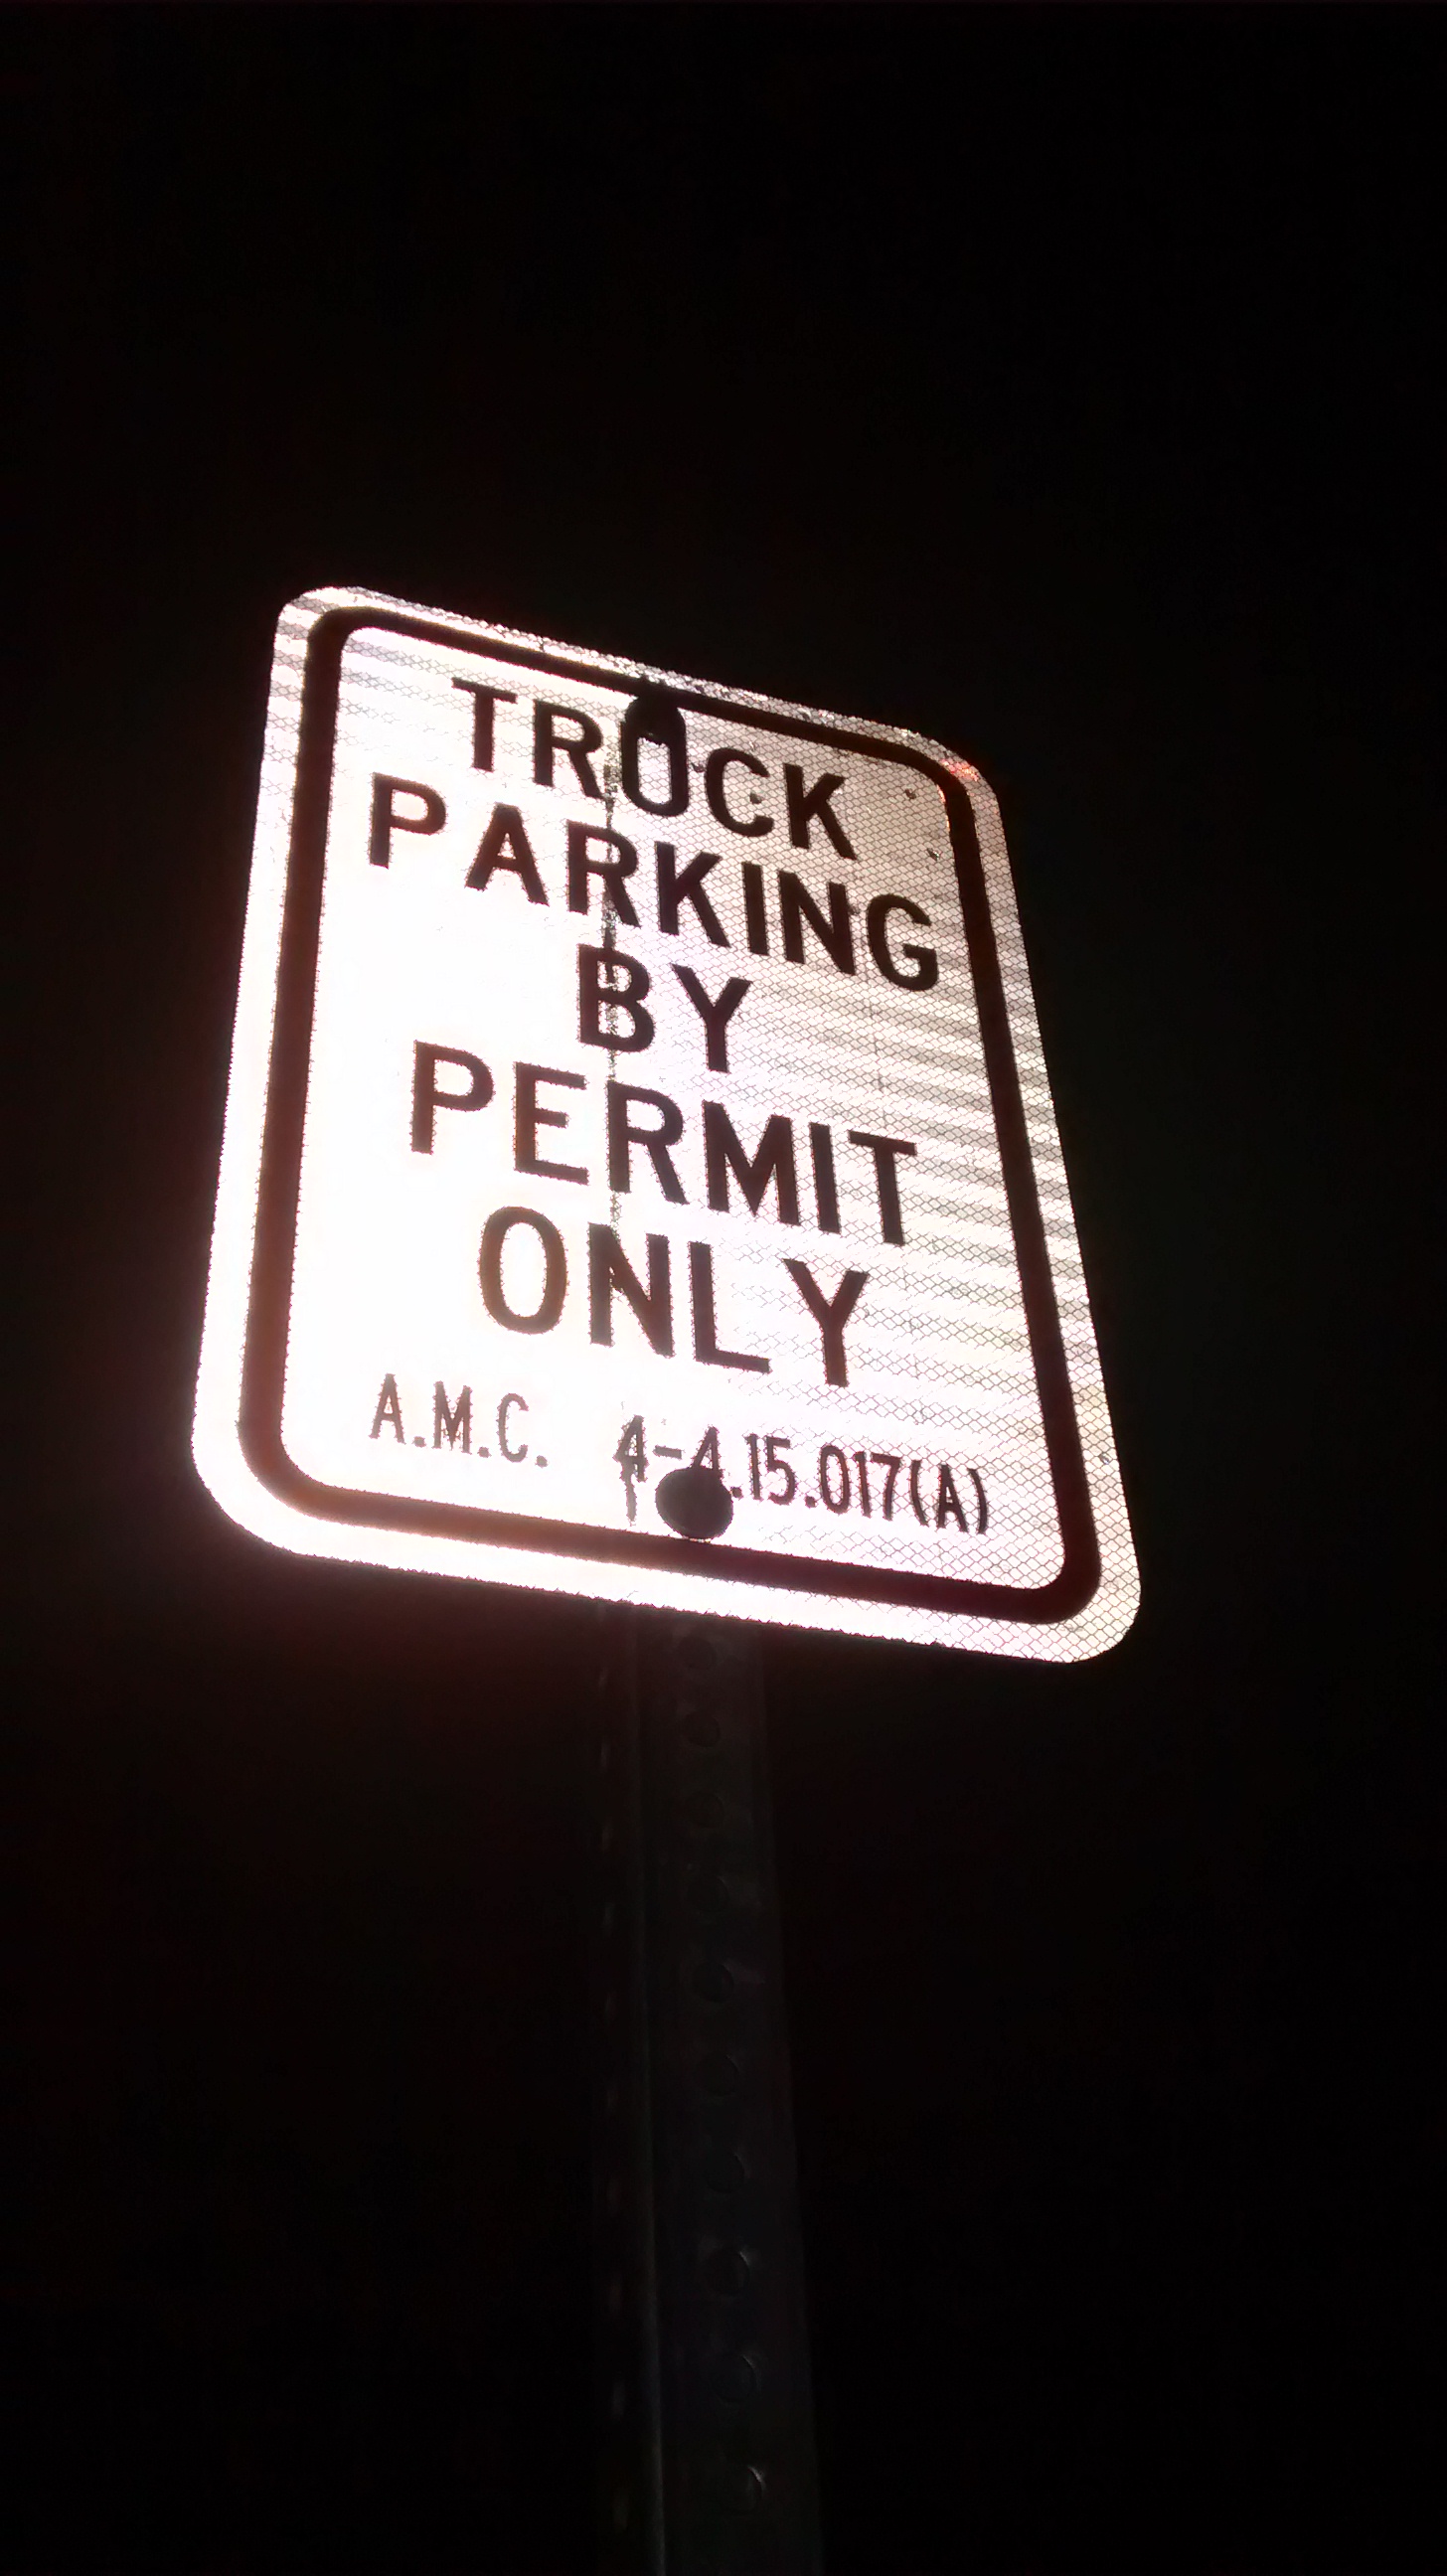 TRUCK
PARKING
BY
PERMIT
ONLY
A.M.C. 4-4.15.017(A)